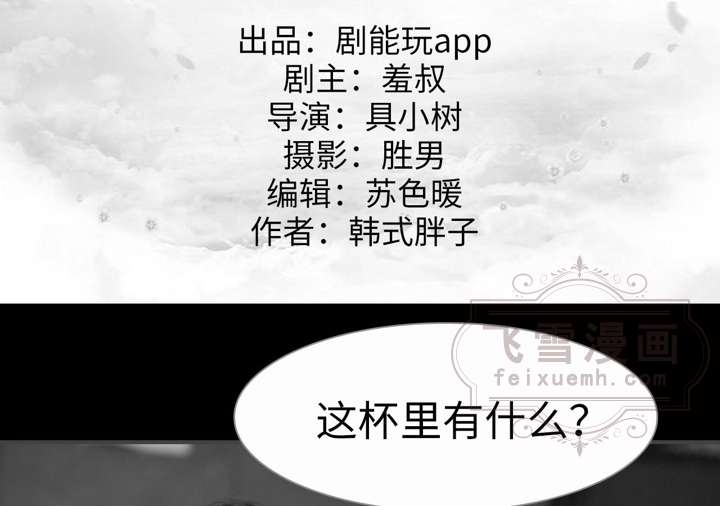 出品：剧能玩app
剧主：羞叔
导演：具小树
摄影：胜男
编辑：苏色暖
作者：韩式胖子
飞雪漫画
feixuemh.com
这杯里有什么？